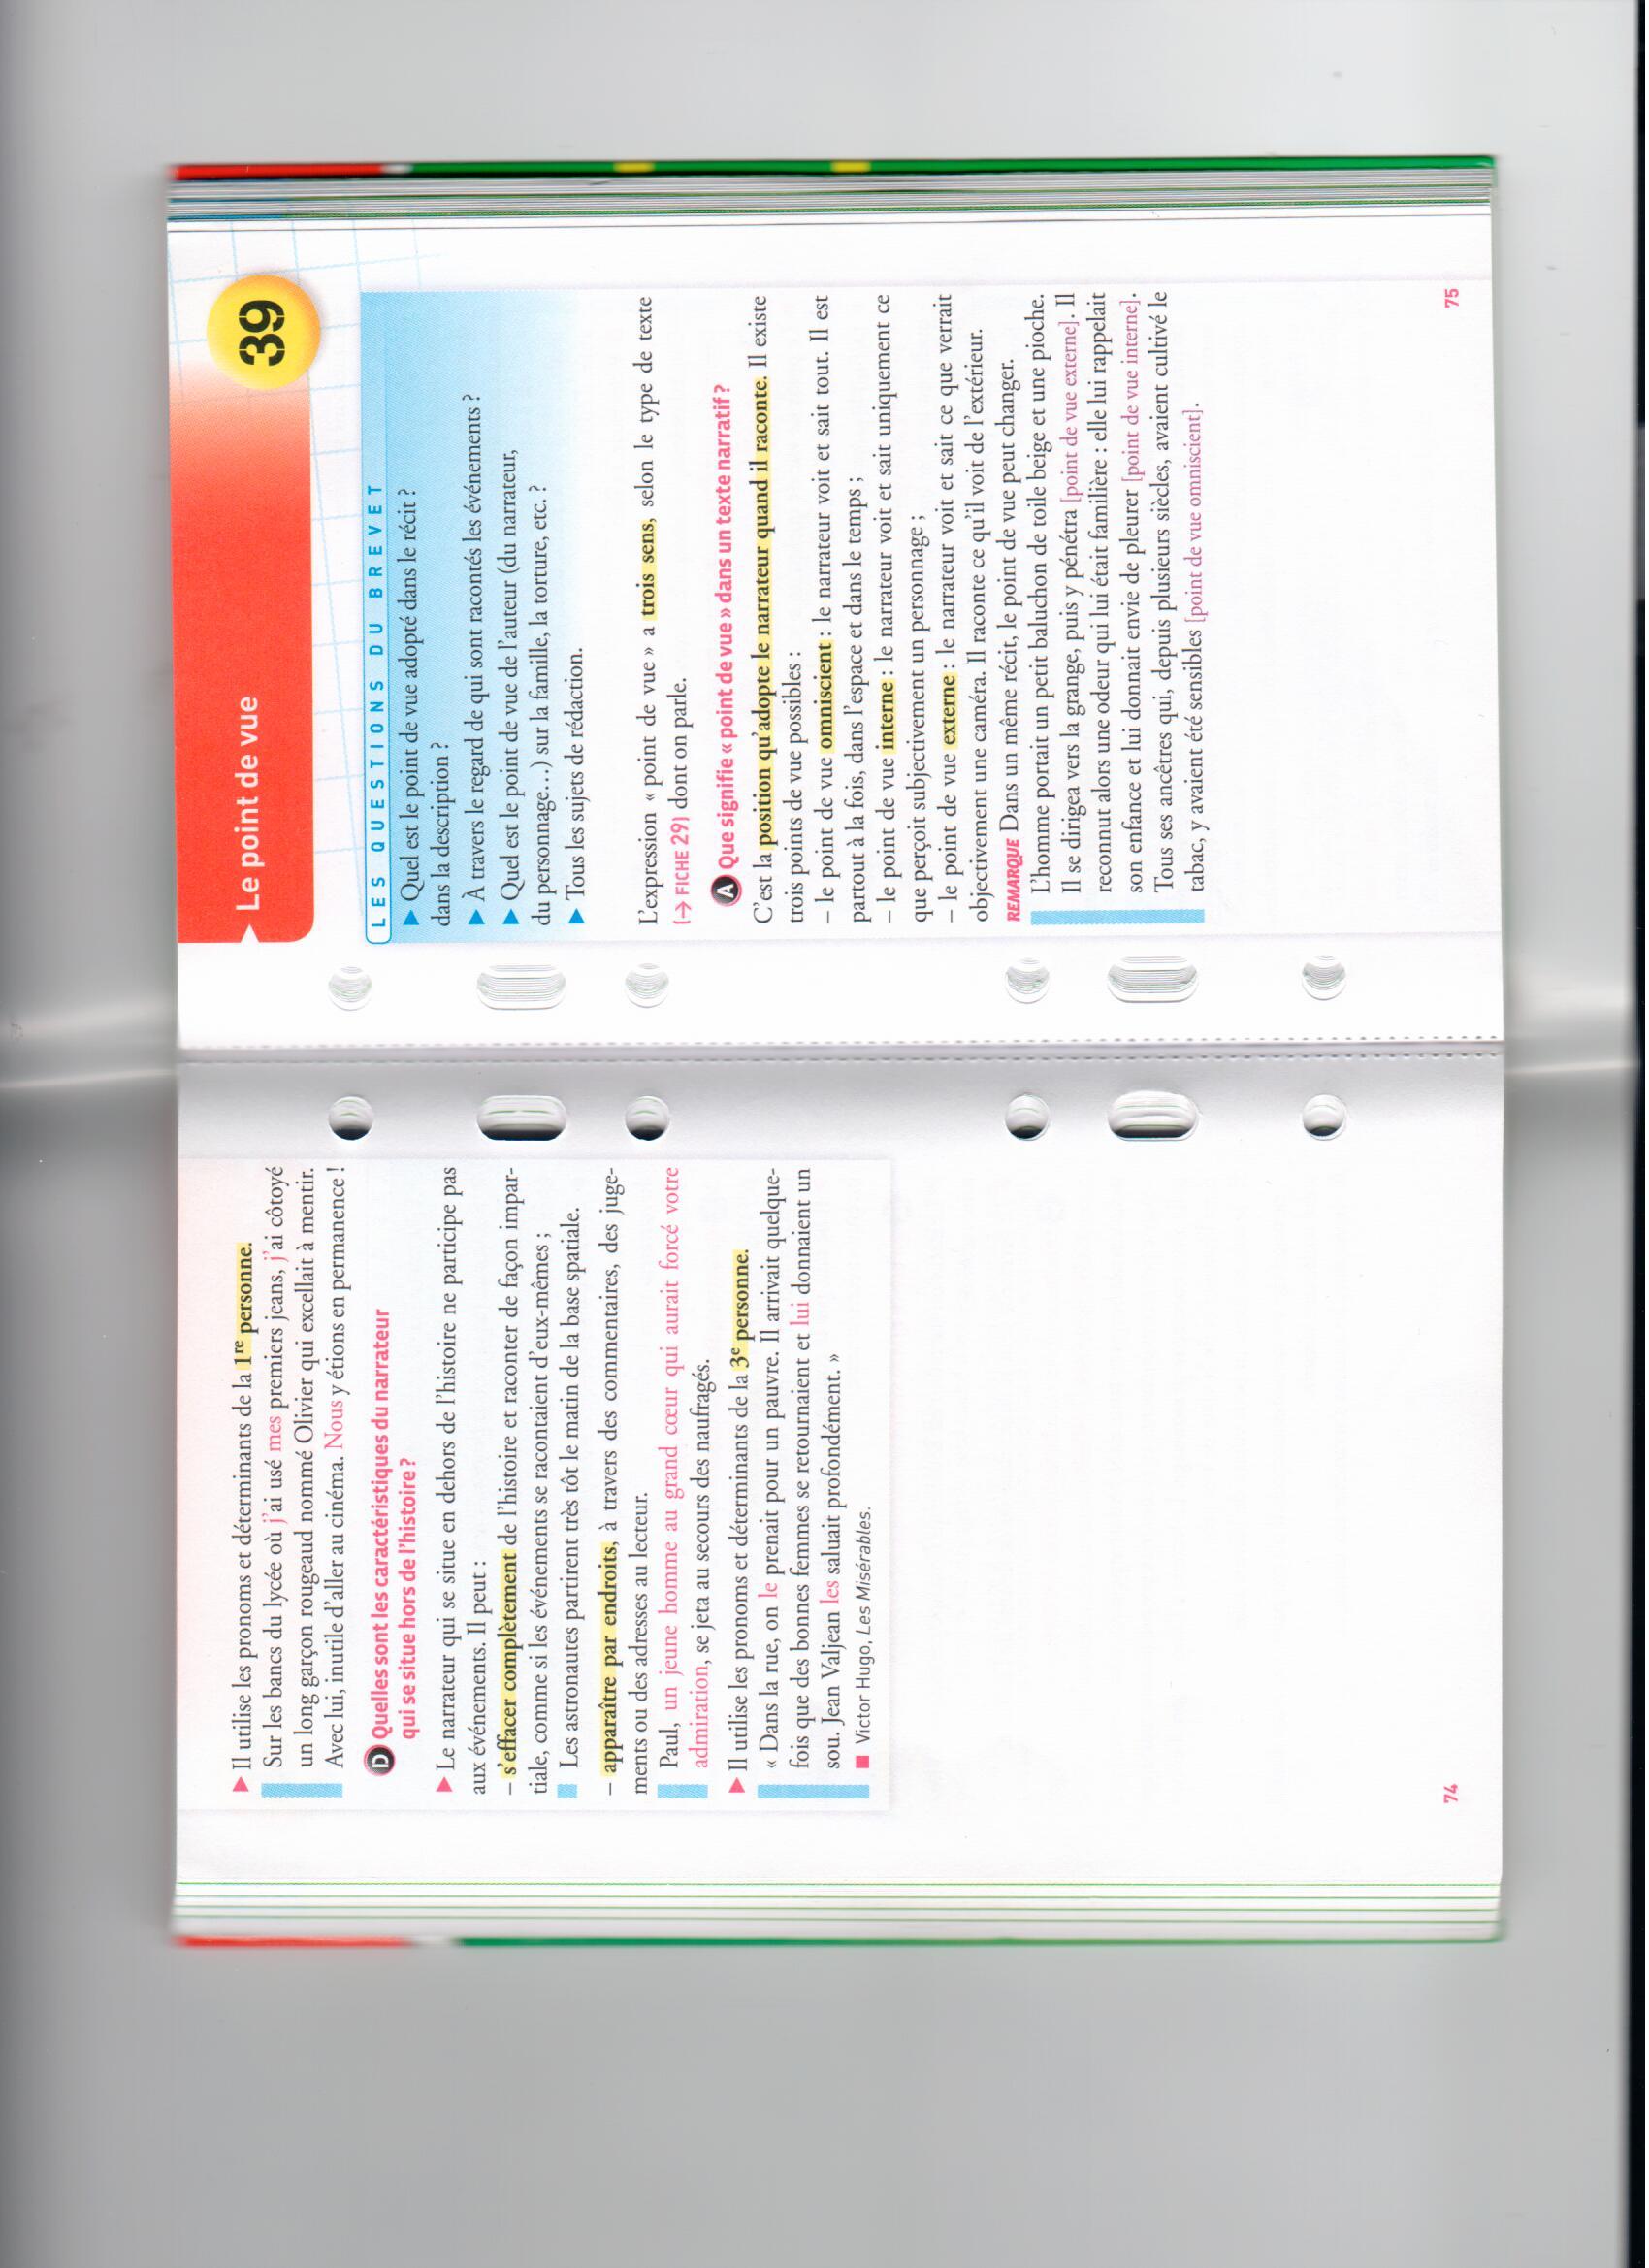 ▶ Il utilise les pronoms et déterminants de la 1re personne.
Sur les bancs du lycée où j'ai usé mes premiers jeans, j'ai côtoyé
un long garçon rougeaud nommé Olivier qui excellait à mentir.
Avec lui, inutile d'aller au cinéma. Nous y étions en permanence !
D Quelles sont les caractéristiques du narrateur
qui se situe hors de l'histoire ?
▶ Le narrateur qui se situe en dehors de l'histoire ne participe pas
aux événements. Il peut :
– s'effacer complètement de l'histoire et raconter de façon impar-
tiale, comme si les événements se racontaient d'eux-mêmes ;
Les astronautes partirent très tôt le matin de la base spatiale.
– apparaître par endroits, à travers des commentaires, des juge-
ments ou des adresses au lecteur.
Paul, un jeune homme au grand cœur qui aurait forcé votre
admiration, se jeta au secours des naufragés.
▶ Il utilise les pronoms et déterminants de la 3e personne.
« Dans la rue, on le prenait pour un pauvre. Il arrivait quelque-
fois que des bonnes femmes se retournaient et lui donnaient un
sou. Jean Valjean les saluait profondément. »
■ Victor Hugo, Les Misérables.
74
Le point de vue
39
LES QUESTIONS DU BREVET
▶ Quel est le point de vue adopté dans le récit ?
dans la description ?
▶ À travers le regard de qui sont racontés les événements ?
▶ Quel est le point de vue de l'auteur (du narrateur,
du personnage…) sur la famille, la torture, etc. ?
▶ Tous les sujets de rédaction.
L'expression « point de vue » a trois sens, selon le type de texte
(→ FICHE 29) dont on parle.
A Que signifie « point de vue » dans un texte narratif ?
C'est la position qu'adopte le narrateur quand il raconte. Il existe
trois points de vue possibles :
– le point de vue omniscient : le narrateur voit et sait tout. Il est
partout à la fois, dans l'espace et dans le temps ;
– le point de vue interne : le narrateur voit et sait uniquement ce
que perçoit subjectivement un personnage ;
– le point de vue externe : le narrateur voit et sait ce que verrait
objectivement une caméra. Il raconte ce qu'il voit de l'extérieur.
REMARQUE Dans un même récit, le point de vue peut changer.
L'homme portait un petit baluchon de toile beige et une pioche.
Il se dirigea vers la grange, puis y pénétra [point de vue externe]. Il
reconnut alors une odeur qui lui était familière : elle lui rappelait
son enfance et lui donnait envie de pleurer [point de vue interne].
Tous ses ancêtres qui, depuis plusieurs siècles, avaient cultivé le
tabac, y avaient été sensibles [point de vue omniscient].
75